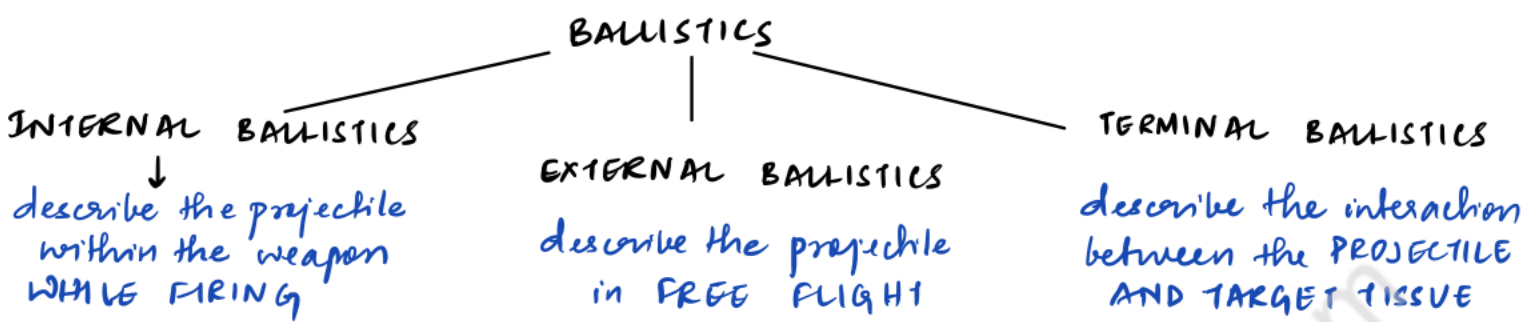 BALLISTICS
INTERNAL BALLISTICS
describe the projectile
within the weapon
WHILE FIRING
EXTERNAL BALLISTICS
describe the projectile
in FREE FLIGHT
TERMINAL BALLISTICS
describe the interaction
between the PROJECTILE
AND TARGET TISSUE